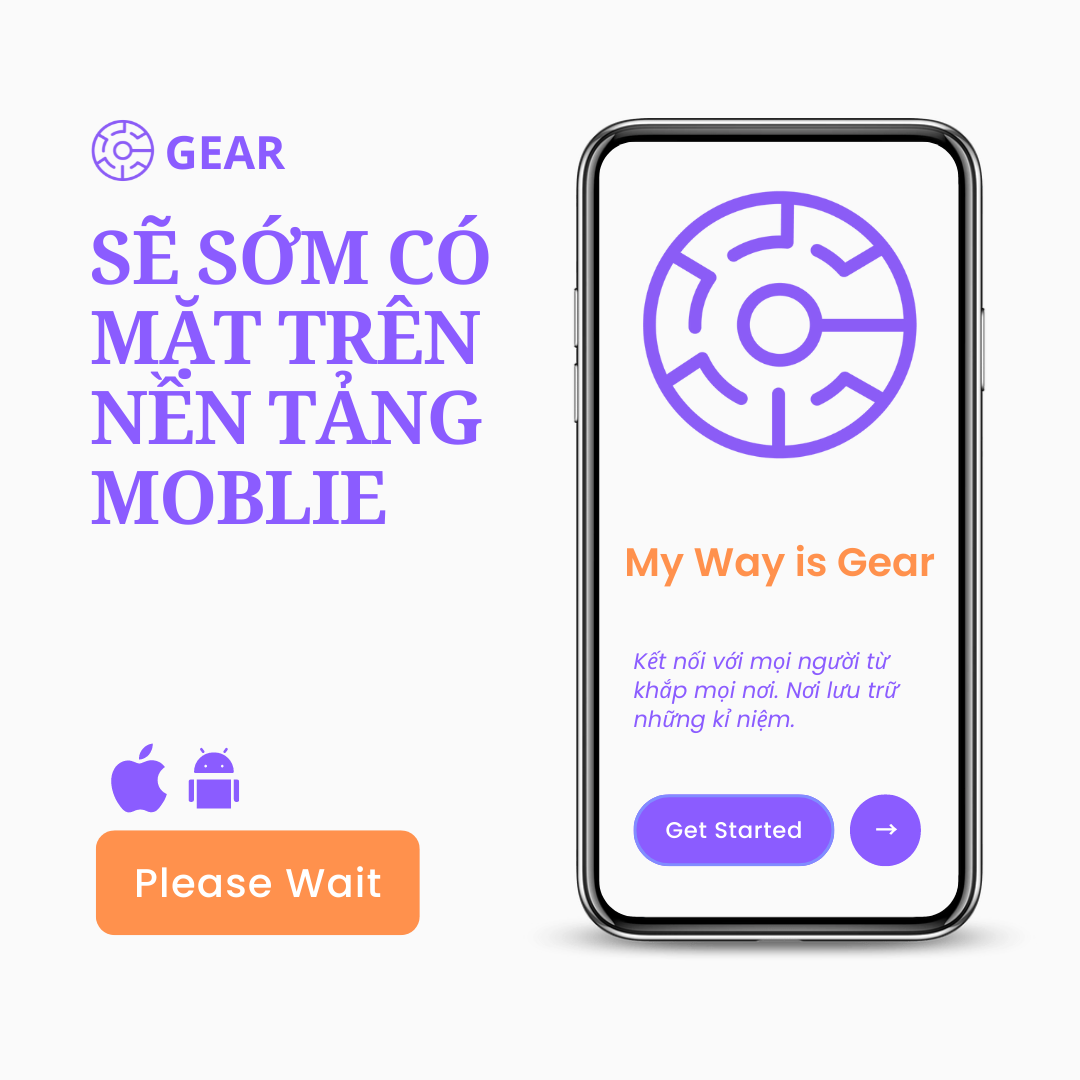 GEAR
SẼ SỚM CÓ
MẶT TRÊN
NỀN TẢNG
MOBLIE
Please Wait
My Way is Gear
Kết nối với mọi người từ
khắp mọi nơi. Nơi lưu trữ
những kỉ niệm.
Get Started →